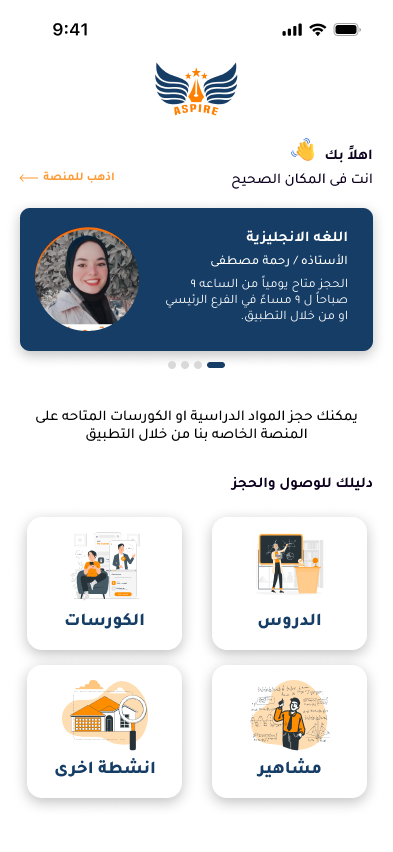 9:41
ASPIRE
اهلاً بك
انت فى المكان الصحيح
اذهب للمنصة
اللغه الانجليزية
الأستاذه / رحمة مصطفى
الحجز متاح يومياً من الساعه ٩
صباحاً ل ٩ مساءً في الفرع الرئيسي
او من خلال التطبيق.
يمكنك حجز المواد الدراسية او الكورسات المتاحه على
المنصة الخاصه بنا من خلال التطبيق
دليلك للوصول والحجز
الدروس
الكورسات
مشاهير
انشطة اخرى